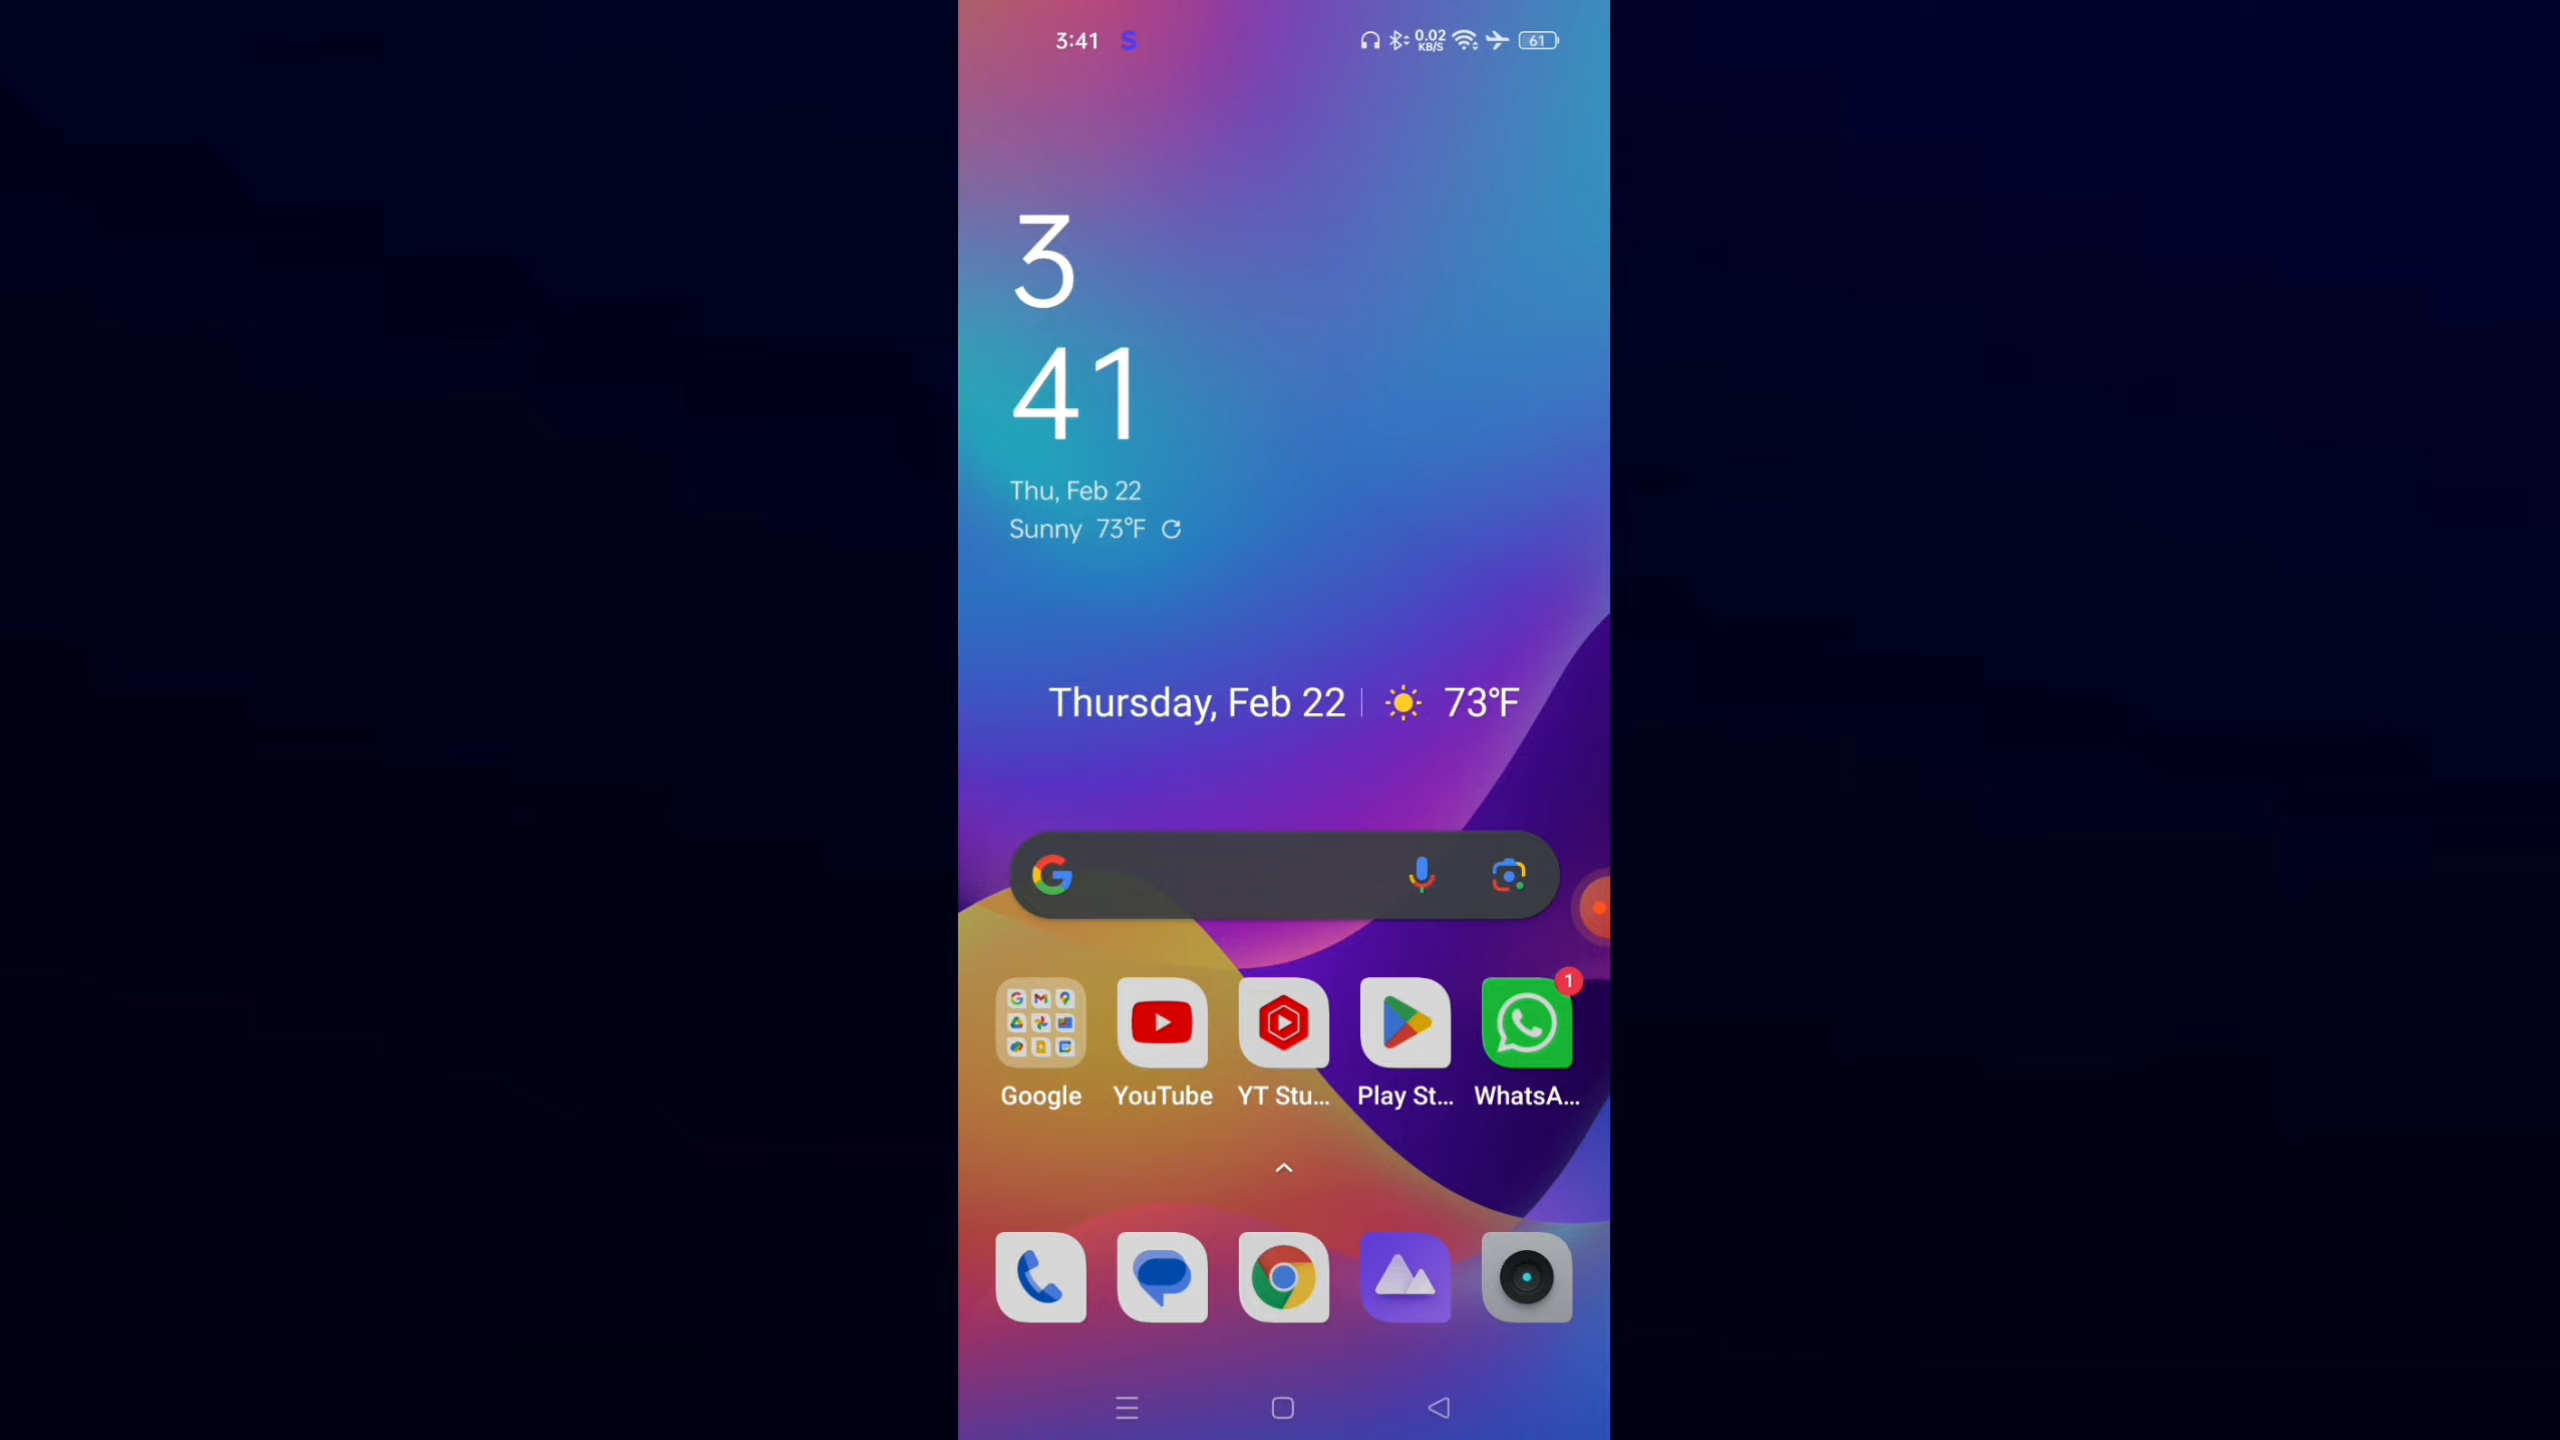 3:41 S 0.02 KB/S 61
3
41
Thu, Feb 22
Sunny 73°F
Thursday, Feb 22 73°F
1
Google YouTube YT Stu... Play St... WhatsA...